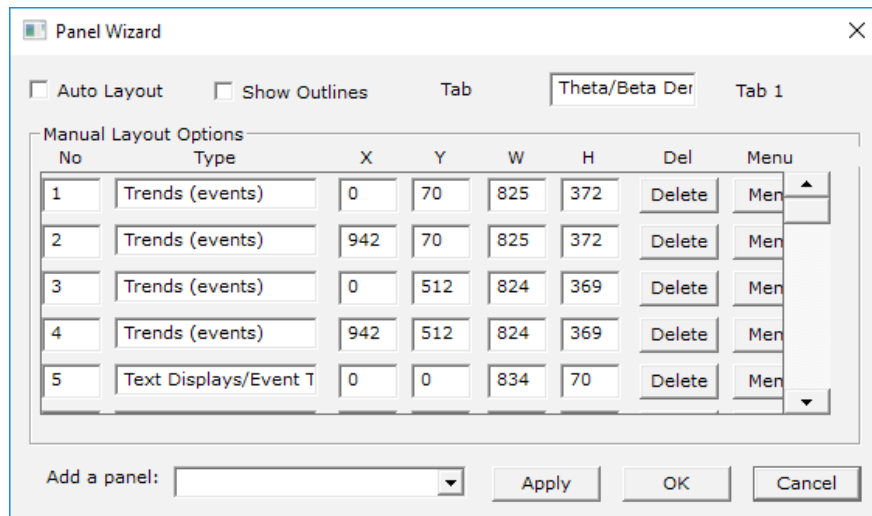 Panel Wizard
Auto Layout Show Outlines Tab Theta/Beta Der Tab 1
Manual Layout Options
No Type X Y W H Del Menu
1 Trends (events) 0 70 825 372 Delete Men
2 Trends (events) 942 70 825 372 Delete Men
3 Trends (events) 0 512 824 369 Delete Men
4 Trends (events) 942 512 824 369 Delete Men
5 Text Displays/Event T 0 0 834 70 Delete Men
Add a panel: Apply OK Cancel